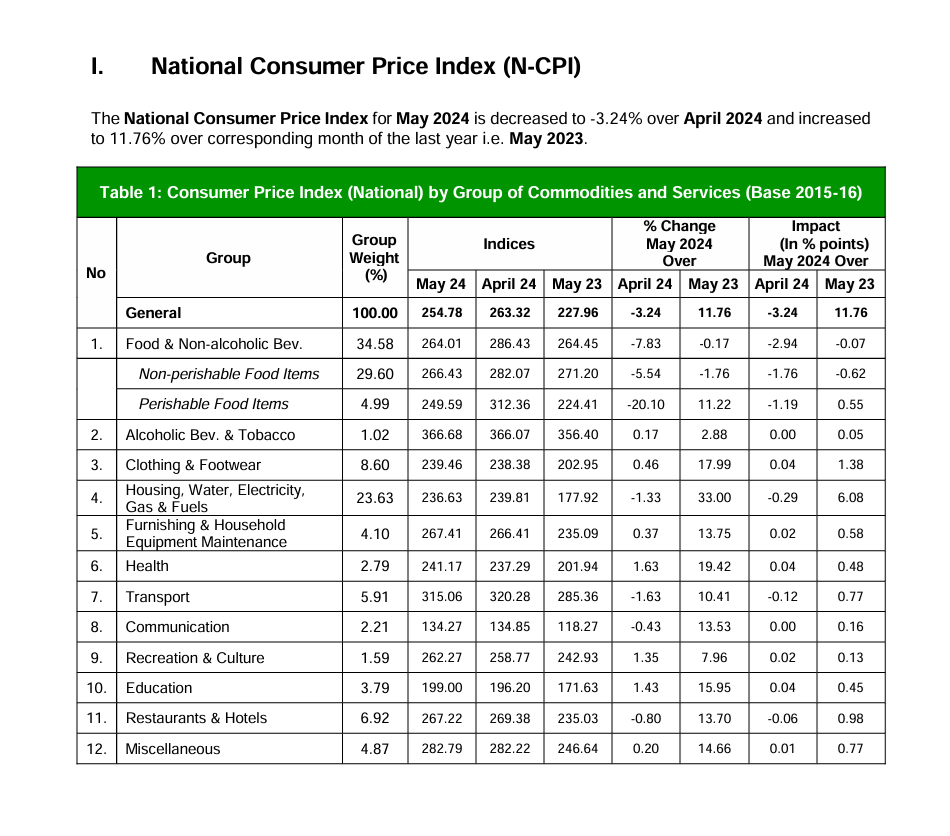 I. National Consumer Price Index (N-CPI)
The National Consumer Price Index for May 2024 is decreased to -3.24% over April 2024 and increased
to 11.76% over corresponding month of the last year i.e. May 2023.
Table 1: Consumer Price Index (National) by Group of Commodities and Services (Base 2015-16)
No Group Group Weight (%) Indices % Change May 2024 Over Impact (In % points) May 2024 Over
May 24 April 24 May 23 April 24 May 23 April 24 May 23
General 100.00 254.78 263.32 227.96 -3.24 11.76 -3.24 11.76
1. Food & Non-alcoholic Bev. 34.58 264.01 286.43 264.45 -7.83 -0.17 -2.94 -0.07
Non-perishable Food Items 29.60 266.43 282.07 271.20 -5.54 -1.76 -1.76 -0.62
Perishable Food Items 4.99 249.59 312.36 224.41 -20.10 11.22 -1.19 0.55
2. Alcoholic Bev. & Tobacco 1.02 366.68 366.07 356.40 0.17 2.88 0.00 0.05
3. Clothing & Footwear 8.60 239.46 238.38 202.95 0.46 17.99 0.04 1.38
4. Housing, Water, Electricity, Gas & Fuels 23.63 236.63 239.81 177.92 -1.33 33.00 -0.29 6.08
5. Furnishing & Household Equipment Maintenance 4.10 267.41 266.41 235.09 0.37 13.75 0.02 0.58
6. Health 2.79 241.17 237.29 201.94 1.63 19.42 0.04 0.48
7. Transport 5.91 315.06 320.28 285.36 -1.63 10.41 -0.12 0.77
8. Communication 2.21 134.27 134.85 118.27 -0.43 13.53 0.00 0.16
9. Recreation & Culture 1.59 262.27 258.77 242.93 1.35 7.96 0.02 0.13
10. Education 3.79 199.00 196.20 171.63 1.43 15.95 0.04 0.45
11. Restaurants & Hotels 6.92 267.22 269.38 235.03 -0.80 13.70 -0.06 0.98
12. Miscellaneous 4.87 282.79 282.22 246.64 0.20 14.66 0.01 0.77